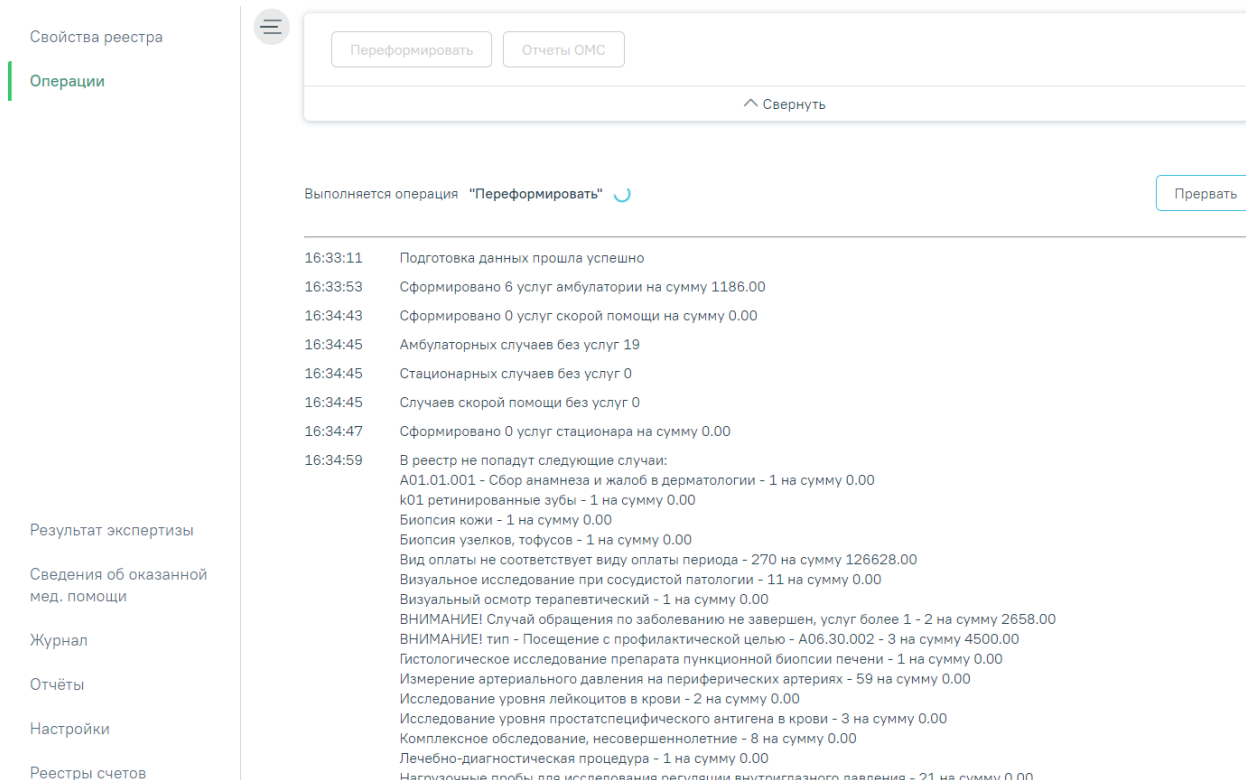 Свойства реестра
Операции
Результат экспертизы
Сведения об оказанной
мед. помощи
Журнал
Отчёты
Настройки
Реестры счетов
Переформировать
Отчеты ОМС
Свернуть
Выполняется операция "Переформировать"
Прервать
16:33:11 Подготовка данных прошла успешно
16:33:53 Сформировано 6 услуг амбулатории на сумму 1186.00
16:34:43 Сформировано 0 услуг скорой помощи на сумму 0.00
16:34:45 Амбулаторных случаев без услуг 19
16:34:45 Стационарных случаев без услуг 0
16:34:45 Случаев скорой помощи без услуг 0
16:34:47 Сформировано 0 услуг стационара на сумму 0.00
16:34:59 В реестр не попадут следующие случаи:
A01.01.001 - Сбор анамнеза и жалоб в дерматологии - 1 на сумму 0.00
k01 ретинированные зубы - 1 на сумму 0.00
Биопсия кожи - 1 на сумму 0.00
Биопсия узелков, тофусов - 1 на сумму 0.00
Вид оплаты не соответствует виду оплаты периода - 270 на сумму 126628.00
Визуальное исследование при сосудистой патологии - 11 на сумму 0.00
Визуальный осмотр терапевтический - 1 на сумму 0.00
ВНИМАНИЕ! Случай обращения по заболеванию не завершен, услуг более 1 - 2 на сумму 2658.00
ВНИМАНИЕ! тип - Посещение с профилактической целью - A06.30.002 - 3 на сумму 4500.00
Гистологическое исследование препарата пункционной биопсии печени - 1 на сумму 0.00
Измерение артериального давления на периферических артериях - 59 на сумму 0.00
Исследование уровня лейкоцитов в крови - 2 на сумму 0.00
Исследование уровня простатспецифического антигена в крови - 3 на сумму 0.00
Комплексное обследование, несовершеннолетние - 8 на сумму 0.00
Лечебно-диагностическая процедура - 1 на сумму 0.00
Нагрузочные пробы для исследования регуляции внутриглазного давления - 21 на сумму 0.00